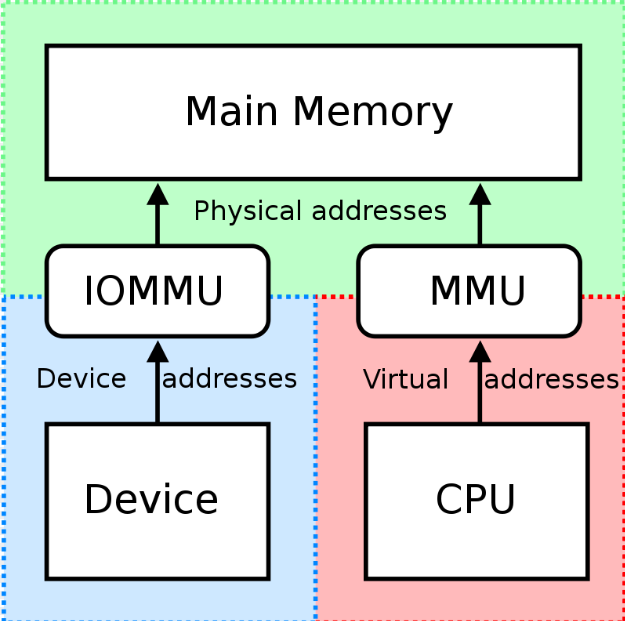 Main Memory
Physical addresses
IOMMU
MMU
Device addresses
Virtual addresses
Device
CPU